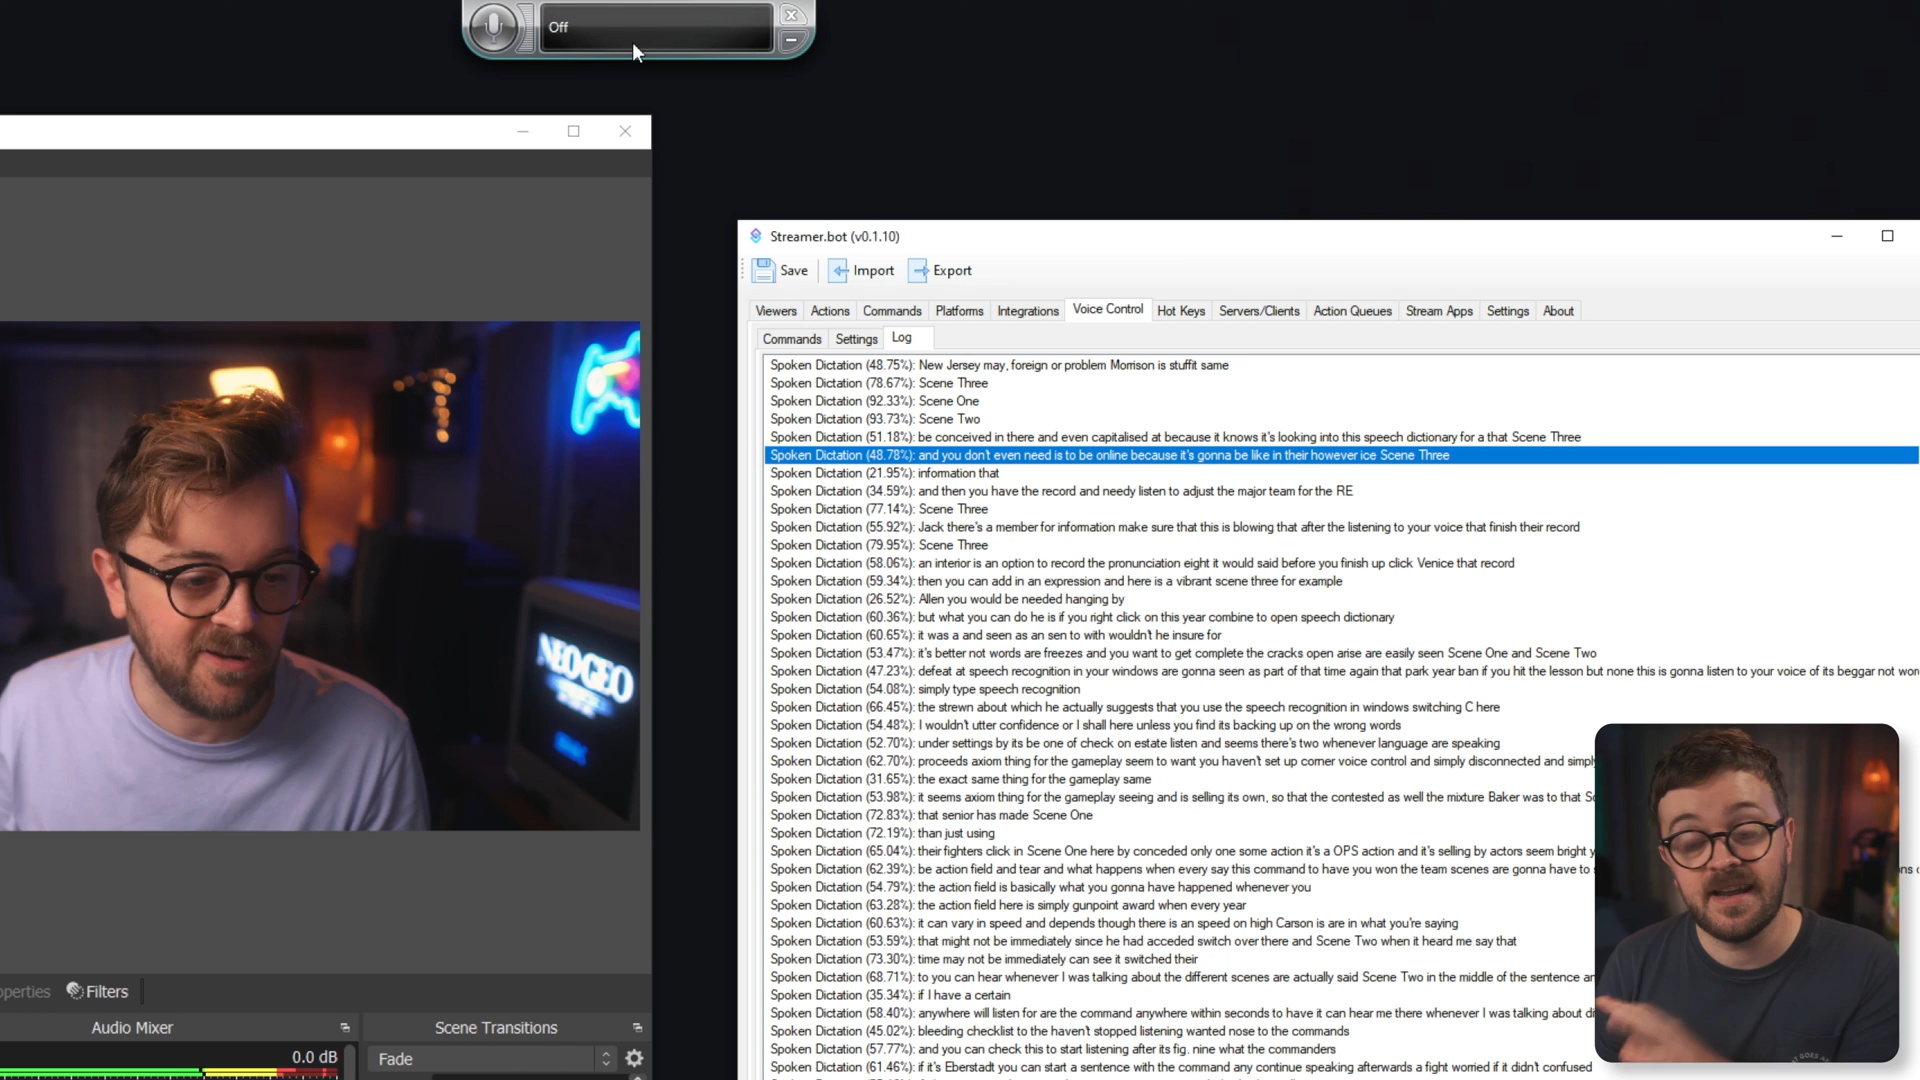 Off
Streamer.bot (v0.1.10)
Save Import Export
Viewers Actions Commands Platforms Integrations Voice Control Hot Keys Servers/Clients Action Queues Stream Apps Settings About
Commands Settings Log
Spoken Dictation (48.75%): New Jersey may, foreign or problem Morrison is stuffit same
Spoken Dictation (78.67%): Scene Three
Spoken Dictation (92.33%): Scene One
Spoken Dictation (93.73%): Scene Two
Spoken Dictation (51.18%): be conceived in there and even capitalised at because it knows it's looking into this speech dictionary for a that Scene Three
Spoken Dictation (48.78%): and you don't even need is to be online because it's gonna be like in their however ice Scene Three
Spoken Dictation (21.95%): information that
Spoken Dictation (34.59%): and then you have the record and needy listen to adjust the major team for the RE
Spoken Dictation (77.14%): Scene Three
Spoken Dictation (55.92%): Jack there's a member for information make sure that this is blowing that after the listening to your voice that finish their record
Spoken Dictation (79.95%): Scene Three
Spoken Dictation (58.06%): an interior is an option to record the pronunciation eight it would said before you finish up click Venice that record
Spoken Dictation (59.34%): then you can add in an expression and here is a vibrant scene three for example
Spoken Dictation (26.52%): Allen you would be needed hanging by
Spoken Dictation (60.36%): but what you can do he is if you right click on this year combine to open speech dictionary
Spoken Dictation (60.65%): it was a and seen as an sen to with wouldn't he insure for
Spoken Dictation (53.47%): it's better not words are freezes and you want to get complete the cracks open arise are easily seen Scene One and Scene Two
Spoken Dictation (47.23%): defeat at speech recognition in your windows are gonna seen as part of that time again that park year ban if you hit the lesson but none this is gonna listen to your voice of its beggar not wor
Spoken Dictation (54.08%): simply type speech recognition
Spoken Dictation (66.45%): the strewn about which he actually suggests that you use the speech recognition in windows switching C here
Spoken Dictation (54.48%): I wouldn't utter confidence or I shall here unless you find its backing up on the wrong words
Spoken Dictation (52.70%): under settings by its be one of check on estate listen and seems there's two whenever language are speaking
Spoken Dictation (62.70%): proceeds axiom thing for the gameplay seem to want you haven't set up corner voice control and simply disconnected and simpl
Spoken Dictation (31.65%): the exact same thing for the gameplay same
Spoken Dictation (53.98%): it seems axiom thing for the gameplay seeing and is selling its own, so that the contested as well the mixture Baker was to that Sc
Spoken Dictation (72.83%): that senior has made Scene One
Spoken Dictation (72.19%): than just using
Spoken Dictation (65.04%): their fighters click in Scene One here by conceded only one some action it's a OPS action and it's selling by actors seem bright y
Spoken Dictation (62.39%): be action field and tear and what happens when every say this command to have you won the team scenes are gonna have to
Spoken Dictation (54.79%): the action field is basically what you gonna have happened whenever you
Spoken Dictation (63.28%): the action field here is simply gunpoint award when every year
Spoken Dictation (60.63%): it can vary in speed and depends though there is an speed on high Carson is are in what you're saying
Spoken Dictation (53.59%): that might not be immediately since he had acceded switch over there and Scene Two when it heard me say that
Spoken Dictation (73.30%): time may not be immediately can see it switched their
Spoken Dictation (68.71%): to you can hear whenever I was talking about the different scenes are actually said Scene Two in the middle of the sentence an
Spoken Dictation (35.34%): if I have a certain
Spoken Dictation (58.40%): anywhere will listen for are the command anywhere within seconds to have it can hear me there whenever I was talking about di
Spoken Dictation (45.02%): bleeding checklist to the haven't stopped listening wanted nose to the commands
Spoken Dictation (57.77%): and you can check this to start listening after its fig. nine what the commanders
Spoken Dictation (61.46%): if it's Eberstadt you can start a sentence with the command any continue speaking afterwards a fight worried if it didn't confused
NEOGEO
operties Filters
Audio Mixer Scene Transitions
0.0 dB
Fade